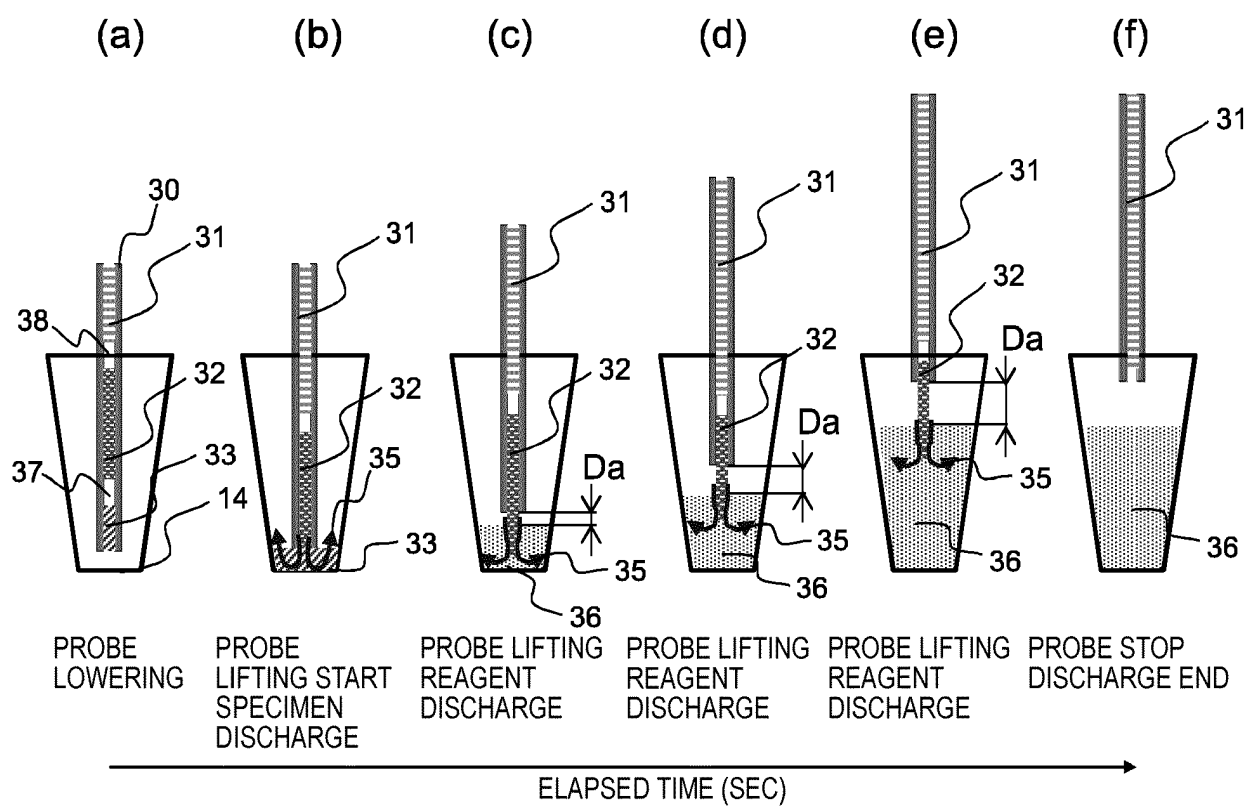 (a) (b) (c) (d) (e) (f)
30
31
38
32
37
33
14
31
32
35
33
31
32
Da
35
36
31
32
Da
35
36
31
32
Da
35
36
31
36
PROBE
LOWERING
PROBE
LIFTING START
SPECIMEN
DISCHARGE
PROBE LIFTING
REAGENT
DISCHARGE
PROBE LIFTING
REAGENT
DISCHARGE
PROBE LIFTING
REAGENT
DISCHARGE
PROBE STOP
DISCHARGE END
ELAPSED TIME (SEC)